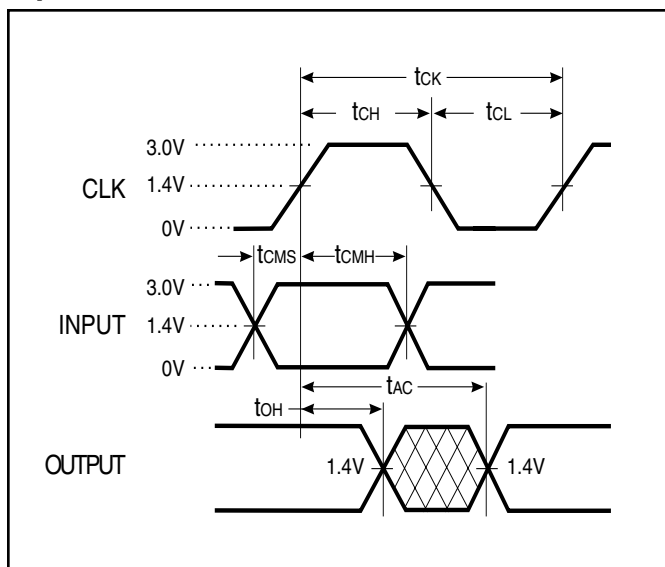 tCK
tCH tCL
3.0V
CLK 1.4V
0V
tCMS tCMH
3.0V
INPUT 1.4V
0V
tAC
tOH
OUTPUT 1.4V 1.4V